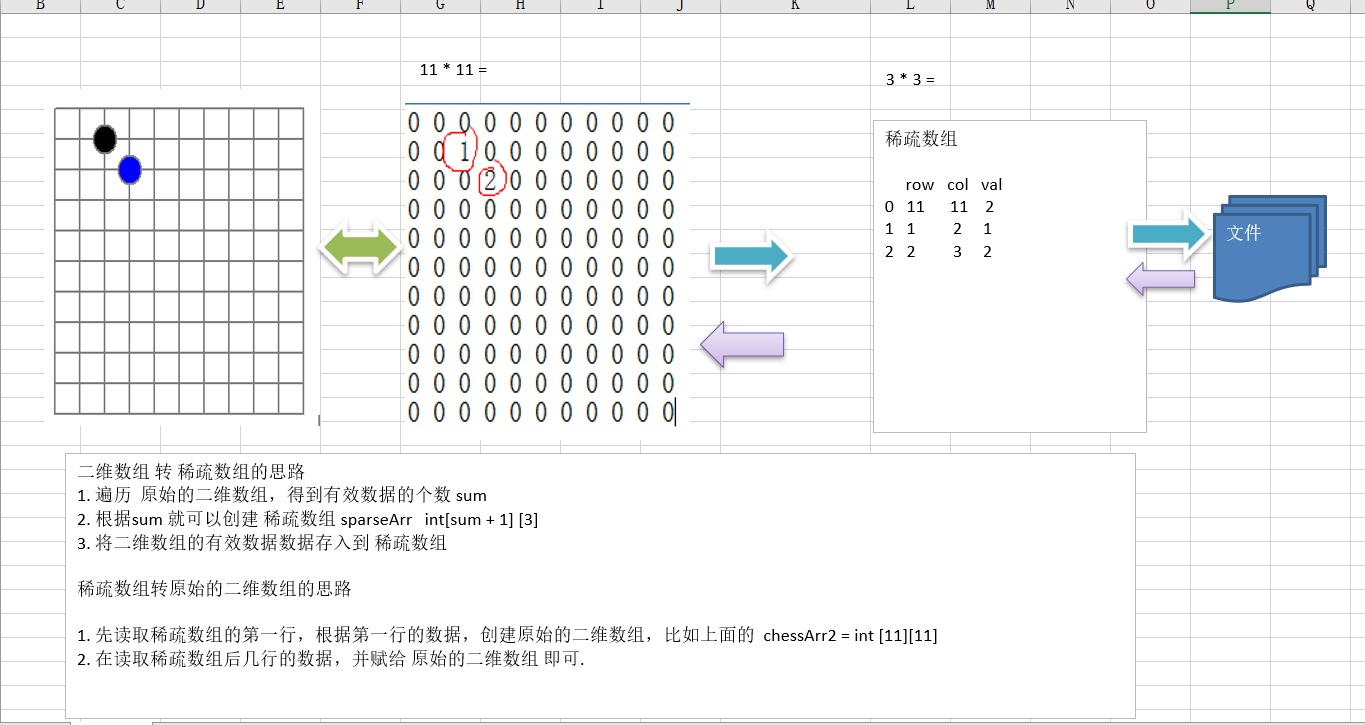 B C D E F G H I J K L M N O P Q
11 * 11 =
3 * 3 =
0 0 0 0 0 0 0 0 0 0 0
0 0 1 0 0 0 0 0 0 0 0
0 0 0 2 0 0 0 0 0 0 0
0 0 0 0 0 0 0 0 0 0 0
0 0 0 0 0 0 0 0 0 0 0
0 0 0 0 0 0 0 0 0 0 0
0 0 0 0 0 0 0 0 0 0 0
0 0 0 0 0 0 0 0 0 0 0
0 0 0 0 0 0 0 0 0 0 0
0 0 0 0 0 0 0 0 0 0 0
0 0 0 0 0 0 0 0 0 0 0
稀疏数组
row col val
0 11 11 2
1 1 2 1
2 2 3 2
文件
二维数组 转 稀疏数组的思路
1. 遍历 原始的二维数组，得到有效数据的个数 sum
2. 根据sum 就可以创建 稀疏数组 sparseArr int[sum + 1] [3]
3. 将二维数组的有效数据数据存入到 稀疏数组
稀疏数组转原始的二维数组的思路
1. 先读取稀疏数组的第一行，根据第一行的数据，创建原始的二维数组，比如上面的 chessArr2 = int [11][11]
2. 在读取稀疏数组后几行的数据，并赋给 原始的二维数组 即可.